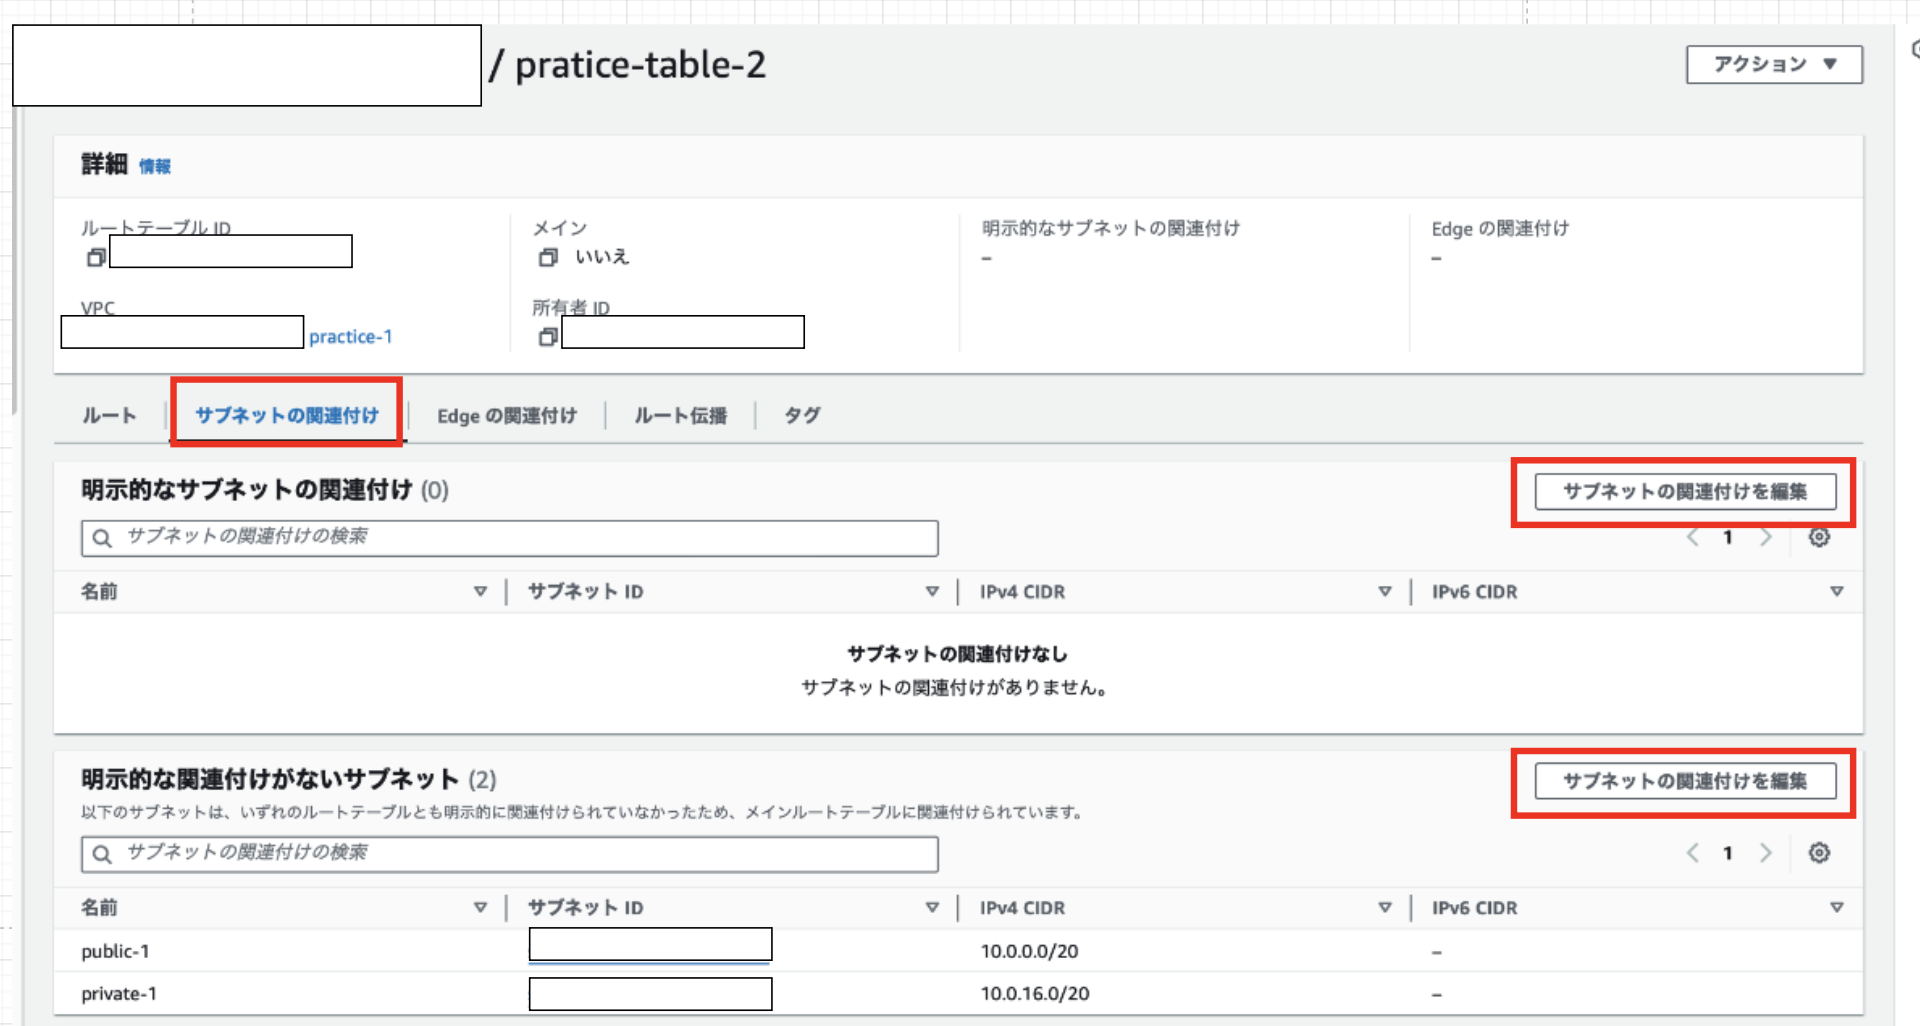 / pratice-table-2
アクション ▼
詳細 情報
ルートテーブル ID
メイン
いいえ
明示的なサブネットの関連付け
–
Edge の関連付け
–
VPC
practice-1
所有者 ID
ルート
サブネットの関連付け
Edge の関連付け
ルート伝播
タグ
明示的なサブネットの関連付け (0)
サブネットの関連付けを編集
サブネットの関連付けの検索
1
名前
サブネット ID
IPv4 CIDR
IPv6 CIDR
サブネットの関連付けなし
サブネットの関連付けがありません。
明示的な関連付けがないサブネット (2)
サブネットの関連付けを編集
以下のサブネットは、いずれのルートテーブルとも明示的に関連付けられていなかったため、メインルートテーブルに関連付けられています。
サブネットの関連付けの検索
1
名前
サブネット ID
IPv4 CIDR
IPv6 CIDR
public-1
10.0.0.0/20
–
private-1
10.0.16.0/20
–